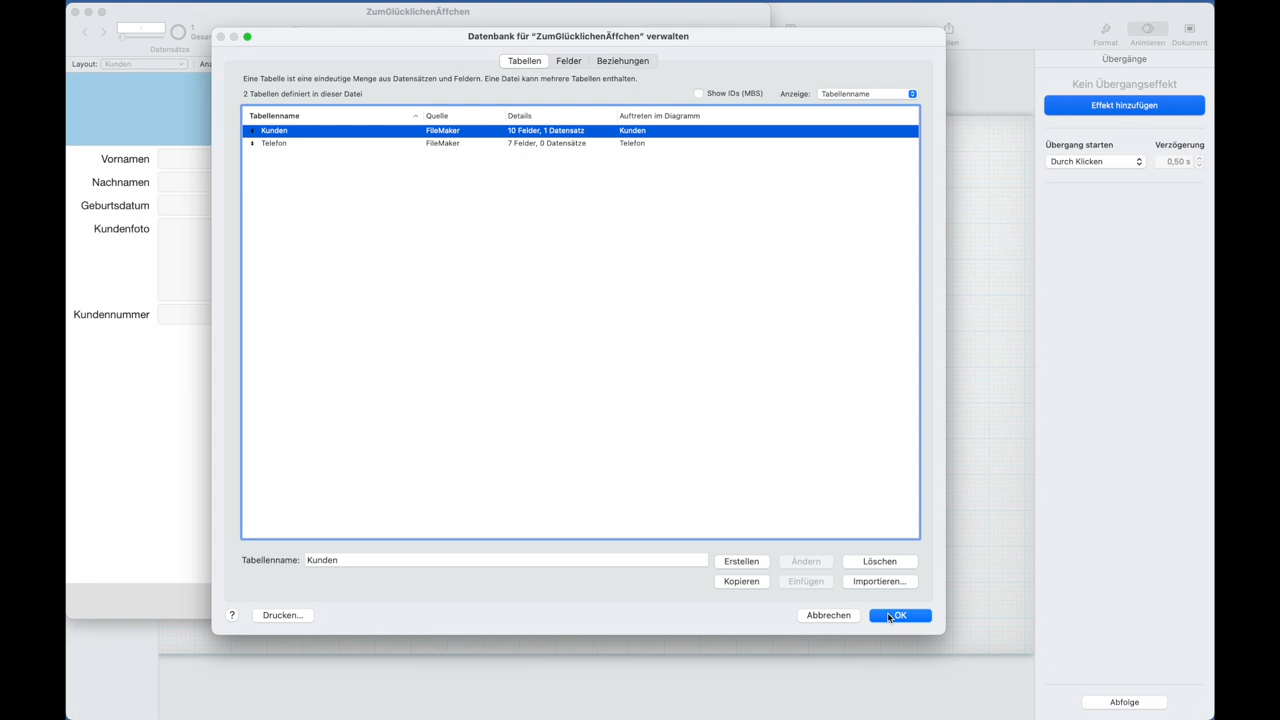 ZumGlücklichenÄffchen
1
Datensätze
Format
Animieren
Dokument
Layout:
Kunden
Datenbank für “ZumGlücklichenÄffchen” verwalten
Tabellen
Felder
Beziehungen
Eine Tabelle ist eine eindeutige Menge aus Datensätzen und Feldern. Eine Datei kann mehrere Tabellen enthalten.
2 Tabellen definiert in dieser Datei
Show IDs (MBS)
Anzeige:
Tabellenname
Tabellenname Quelle Details Auftreten im Diagramm
Kunden FileMaker 10 Felder, 1 Datensatz Kunden
Telefon FileMaker 7 Felder, 0 Datensätze Telefon
Tabellenname:
Kunden
Erstellen
Ändern
Löschen
Kopieren
Einfügen
Importieren...
?
Drucken...
Abbrechen
OK
Vornamen
Nachnamen
Geburtsdatum
Kundenfoto
Kundennummer
Übergänge
Kein Übergangseffekt
Effekt hinzufügen
Übergang starten
Verzögerung
Durch Klicken
0,50 s
Abfolge